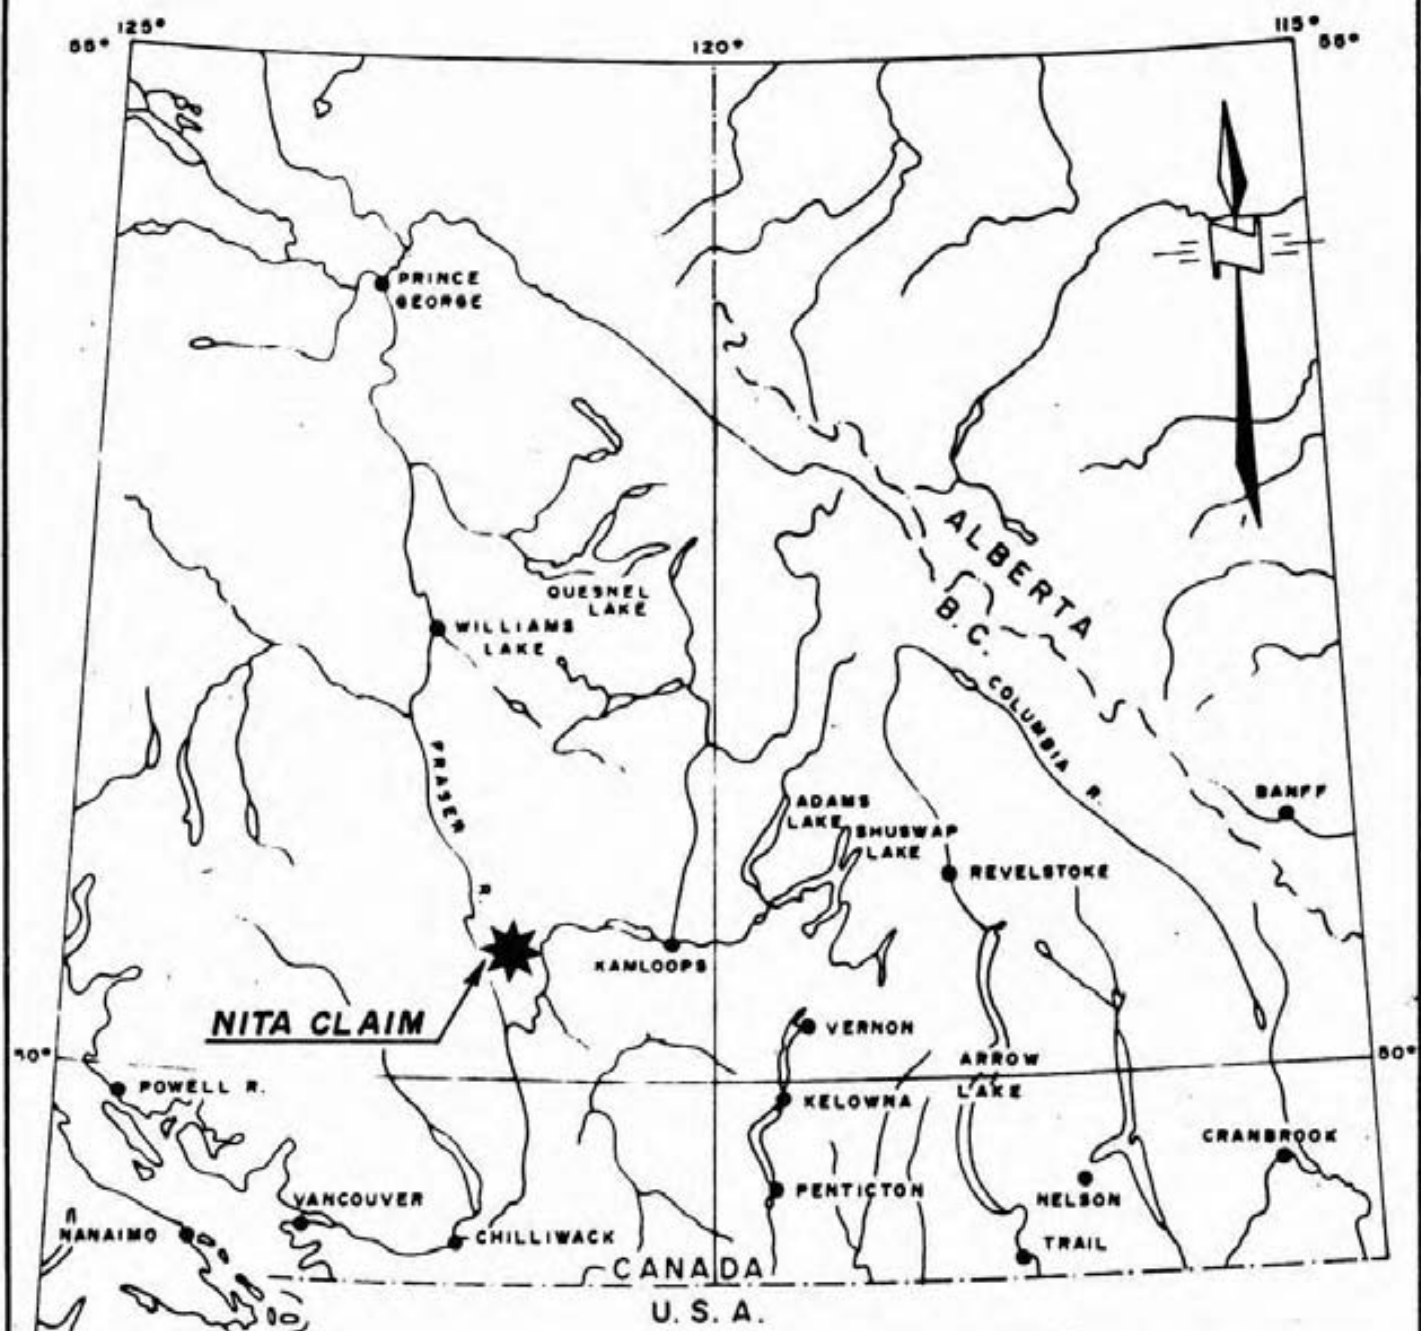 125°
115°
55°
120°
55°
PRINCE
GEORGE
ALBERTA
B.C.
QUESNEL
LAKE
WILLIAMS
LAKE
COLUMBIA R.
FRASER R.
BANFF
ADAMS
LAKE
SHUSWAP
LAKE
REVELSTOKE
KAMLOOPS
NITA CLAIM
VERNON
50°
50°
ARROW
LAKE
POWELL R.
KELOWNA
CRANBROOK
PENTICTON
NELSON
VANCOUVER
NANAIMO
CHILLIWACK
TRAIL
CANADA
U.S.A.